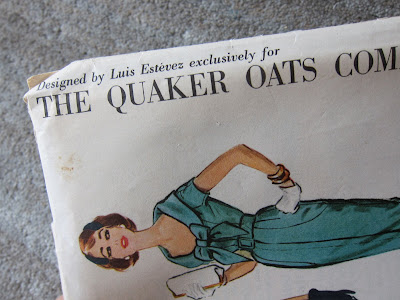 Designed by Luis Estévez exclusively for
THE QUAKER OATS COM